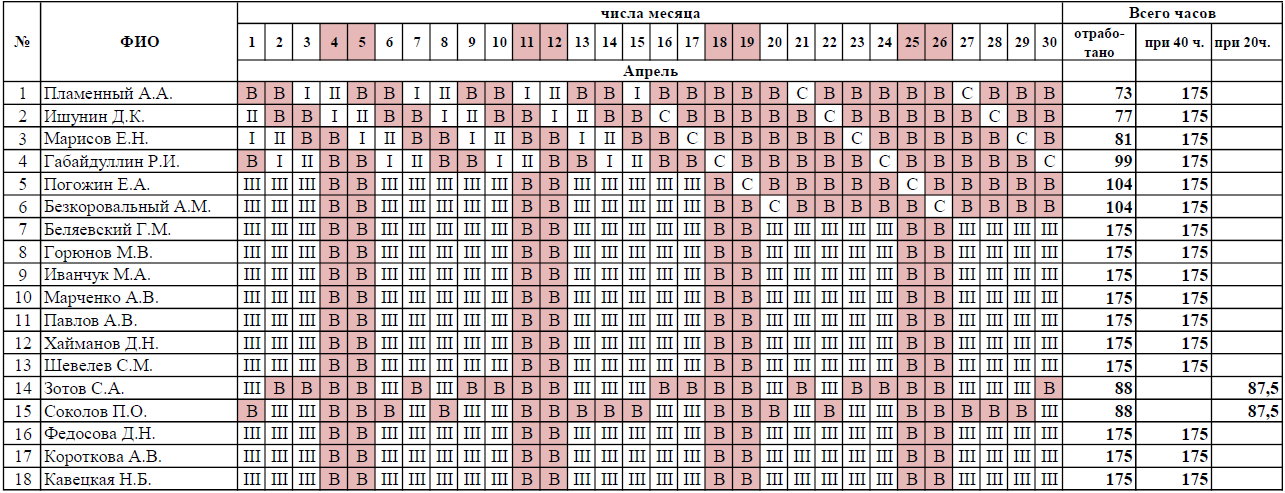 № ФИО числа месяца Всего часов
1 2 3 4 5 6 7 8 9 10 11 12 13 14 15 16 17 18 19 20 21 22 23 24 25 26 27 28 29 30 отрабо-
тано при 40 ч. при 20ч.
Апрель
1 Пламенный А.А. В В I II В В I II В В I II В В I В В В В В С В В В В В С В В В 73 175
2 Ишунин Д.К. II В В I II В В I II В В I II В В С В В В В В С В В В В В С В В 77 175
3 Марисов Е.Н. I II В В I II В В I II В В I II В В С В В В В В С В В В В В С В 81 175
4 Габайдуллин Р.И. В I II В В I II В В I II В В I II В В С В В В В В С В В В В В С 99 175
5 Погожин Е.А. III III III В В III III III III III В В III III III III III В С В В В В В С В В В В В 104 175
6 Безкоровальный А.М. III III III В В III III III III III В В III III III III III В В С В В В В В С В В В В 104 175
7 Беляевский Г.М. III III III В В III III III III III В В III III III III III В В III III III III III В В III III III III 175 175
8 Горюнов М.В. III III III В В III III III III III В В III III III III III В В III III III III III В В III III III III 175 175
9 Иванчук М.А. III III III В В III III III III III В В III III III III III В В III III III III III В В III III III III 175 175
10 Марченко А.В. III III III В В III III III III III В В III III III III III В В III III III III III В В III III III III 175 175
11 Павлов А.В. III III III В В III III III III III В В III III III III III В В III III III III III В В III III III III 175 175
12 Хайманов Д.Н. III III III В В III III III III III В В III III III III III В В III III III III III В В III III III III 175 175
13 Шевелев С.М. III III III В В III III III III III В В III III III III III В В III III III III III В В III III III III 175 175
14 Зотов С.А. III В В В В III В III В В В В III III III В В В В III В III В В В В III III III В 88 87,5
15 Соколов П.О. В III III В В В III В III III В В В В В III III В В В III В III III В В В В В III 88 87,5
16 Федосова Д.Н. III III III В В III III III III III В В III III III III III В В III III III III III В В III III III III 175 175
17 Короткова А.В. III III III В В III III III III III В В III III III III III В В III III III III III В В III III III III 175 175
18 Кавецкая Н.Б. III III III В В III III III III III В В III III III III III В В III III III III III В В III III III III 175 175